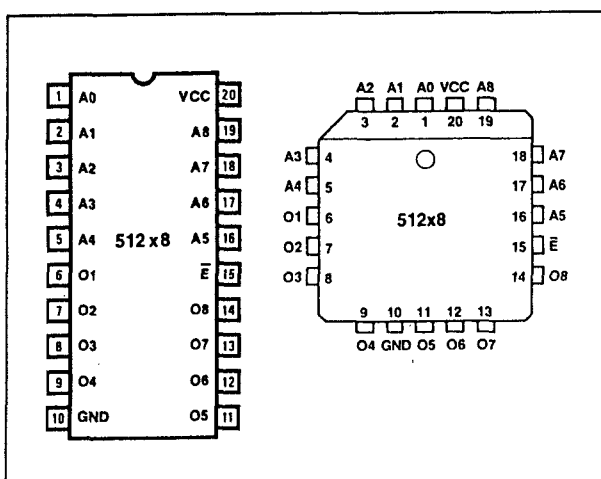 1 A0 VCC 20
2 A1 A8 19
3 A2 A7 18
4 A3 A6 17
5 A4 512x8 A5 16
6 O1 E̅ 15
7 O2 O8 14
8 O3 O7 13
9 O4 O6 12
10 GND O5 11
A2 A1 A0 VCC A8
3 2 1 20 19
A3 4 18 A7
A4 5 17 A6
O1 6 512x8 16 A5
O2 7 15 E̅
O3 8 14 O8
9 10 11 12 13
O4 GND O5 O6 O7